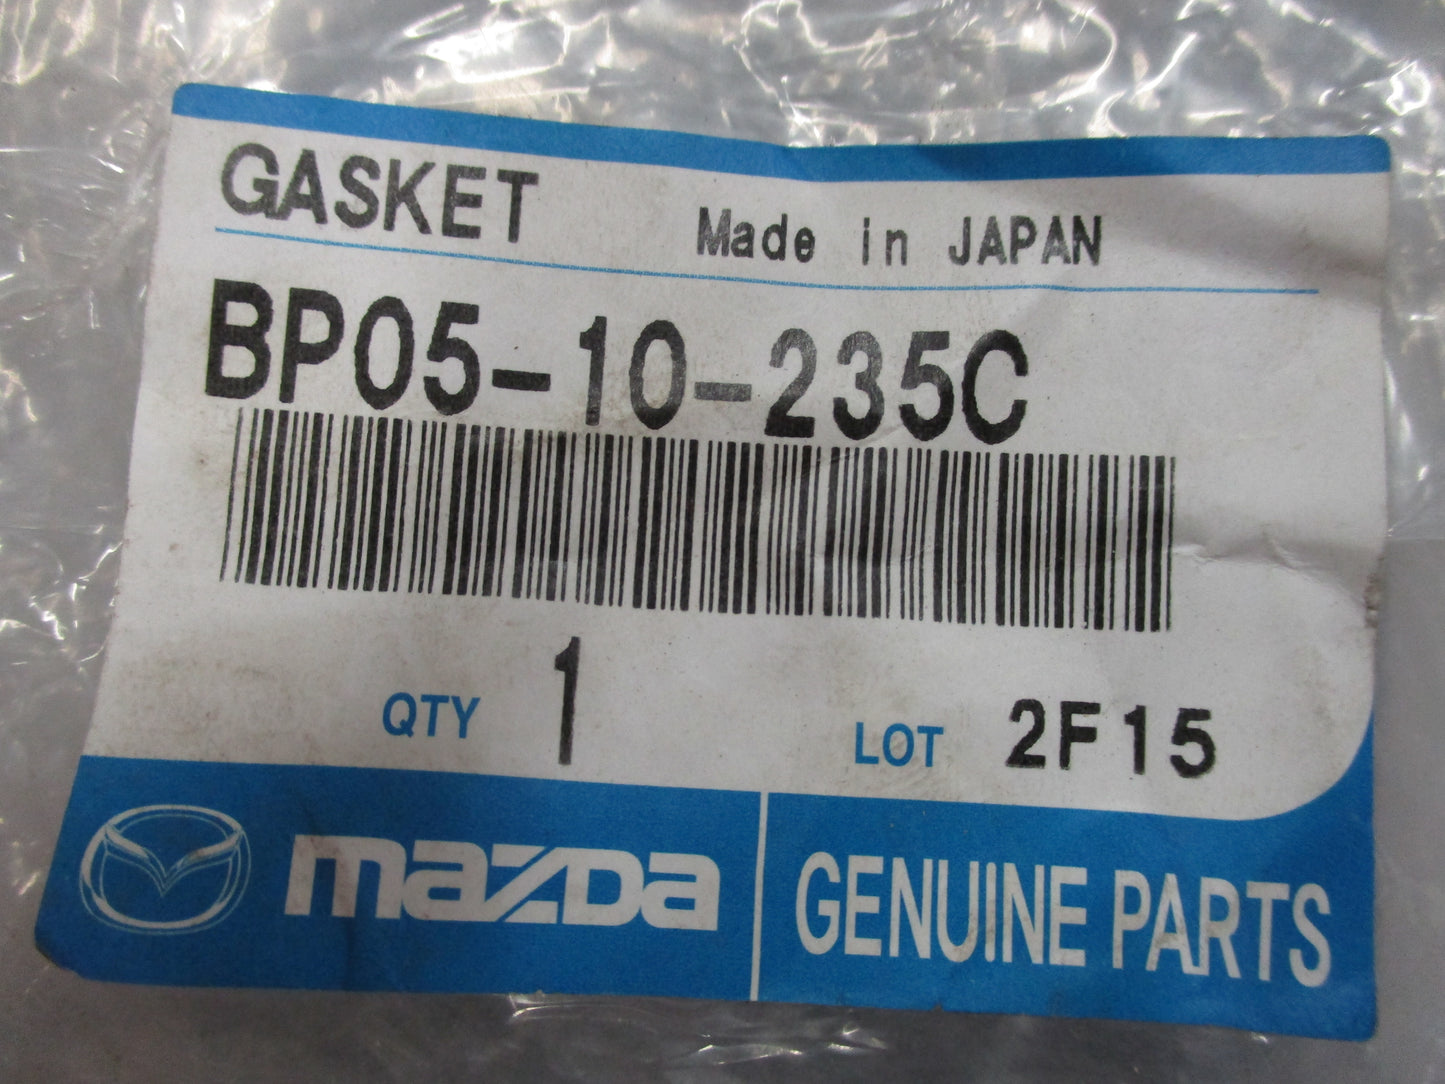 GASKET
Made in JAPAN
BP05-10-235C
QTY 1 LOT 2F15
mazda GENUINE PARTS